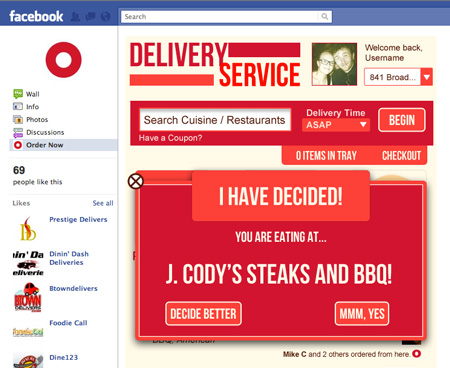 facebook
Search
DELIVERY
SERVICE
Welcome back,
Username
841 Broad...
Wall
Info
Photos
Discussions
Order Now
69
people like this
Likes
See all
Prestige Delivers
Dinin' Dash
Deliveries
Btowndelivers
Foodie Call
Dine123
Search Cuisine / Restaurants
Delivery Time
ASAP
BEGIN
Have a Coupon?
0 ITEMS IN TRAY
CHECKOUT
I HAVE DECIDED!
YOU ARE EATING AT...
J. CODY'S STEAKS AND BBQ!
DECIDE BETTER
MMM, YES
BBQ, American
Mike C and 2 others ordered from here.